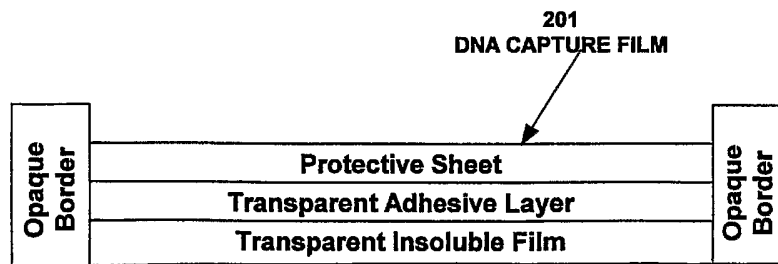 201
DNA CAPTURE FILM
Opaque
Border
Protective Sheet
Transparent Adhesive Layer
Transparent Insoluble Film
Opaque
Border